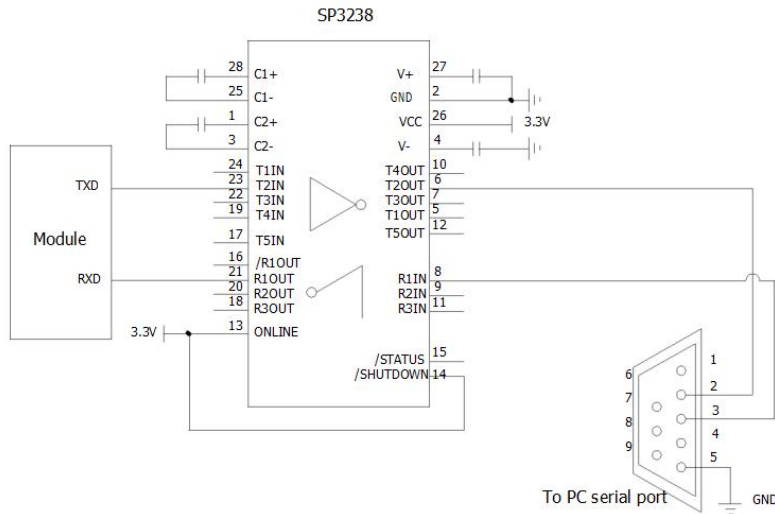 SP3238
28 C1+ V+ 27
25 C1- GND 2
1 C2+ VCC 26 3.3V
3 C2- V- 4
24 T1IN T4OUT 10
TXD 23 T2IN T2OUT 6
22 T3IN T3OUT 7
19 T4IN T1OUT 5
17 T5IN T5OUT 12
Module
16 /R1OUT
RXD 21 R1OUT R1IN 8
20 R2OUT R2IN 9
18 R3OUT R3IN 11
3.3V 13 ONLINE
/STATUS 15
/SHUTDOWN 14
1
6
2
7
3
8
4
9
5
To PC serial port
GND